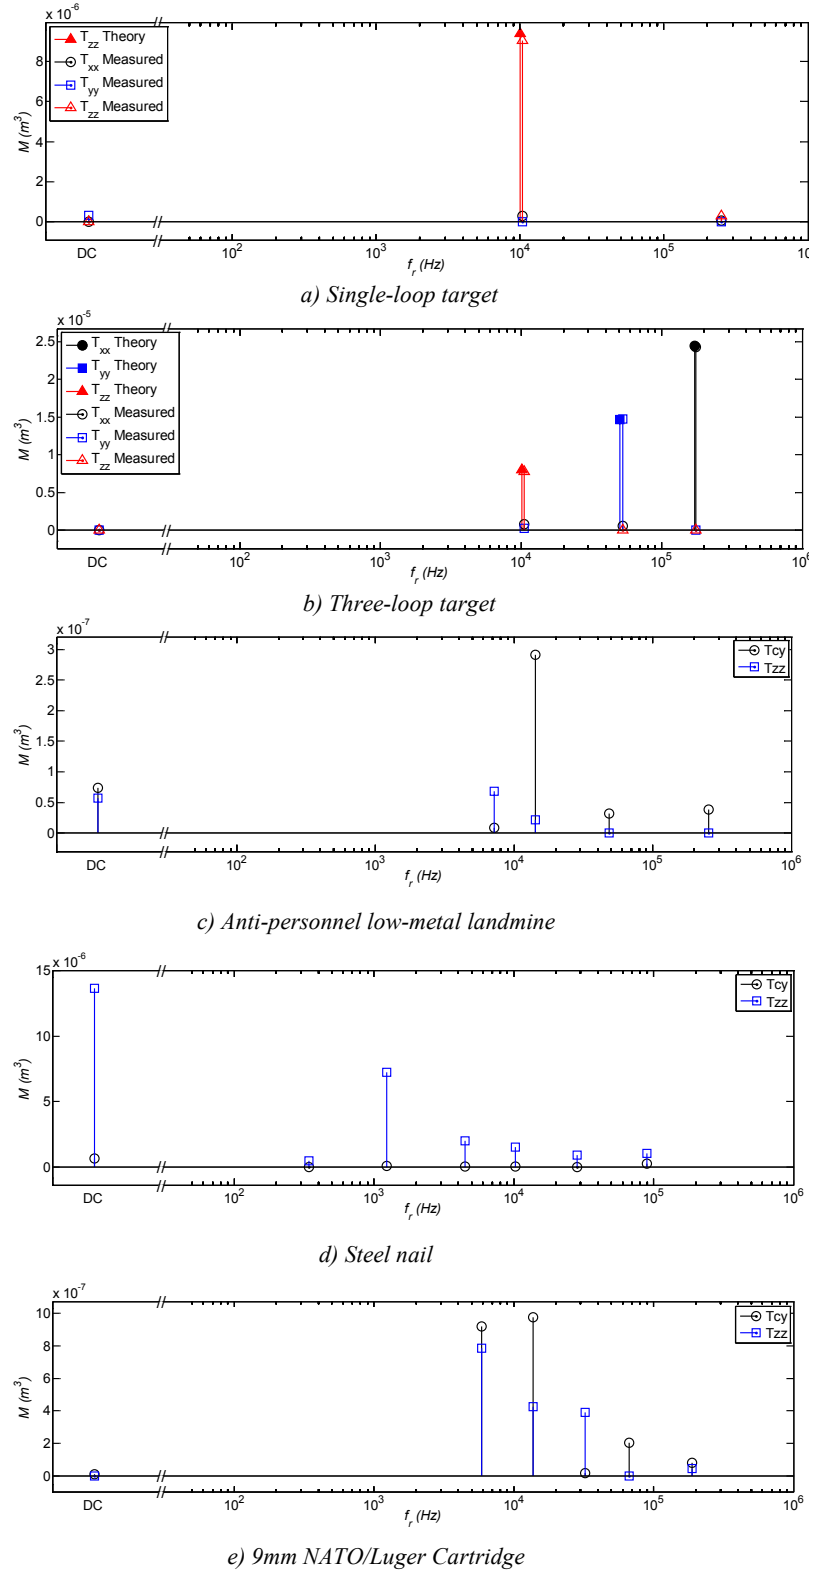 x 10-6
T_zz Theory
T_xx Measured
T_yy Measured
T_zz Measured
M (m3)
8
6
4
2
0
DC
//
//
10^2
10^3
10^4
10^5
10
f_r (Hz)
a) Single-loop target
x 10-5
T_xx Theory
T_yy Theory
T_zz Theory
T_xx Measured
T_yy Measured
T_zz Measured
M (m3)
2.5
2
1.5
1
0.5
0
DC
//
//
10^2
10^3
10^4
10^5
10^6
f_r (Hz)
b) Three-loop target
x 10-7
Tcy
Tzz
M (m3)
3
2.5
2
1.5
1
0.5
0
DC
//
//
10^2
10^3
10^4
10^5
10^6
f_r (Hz)
c) Anti-personnel low-metal landmine
x 10-6
Tcy
Tzz
M (m3)
15
10
5
0
DC
//
//
10^2
10^3
10^4
10^5
10^6
f_r (Hz)
d) Steel nail
x 10-7
Tcy
Tzz
M (m3)
10
8
6
4
2
0
DC
//
//
10^2
10^3
10^4
10^5
10^6
f_r (Hz)
e) 9mm NATO/Luger Cartridge